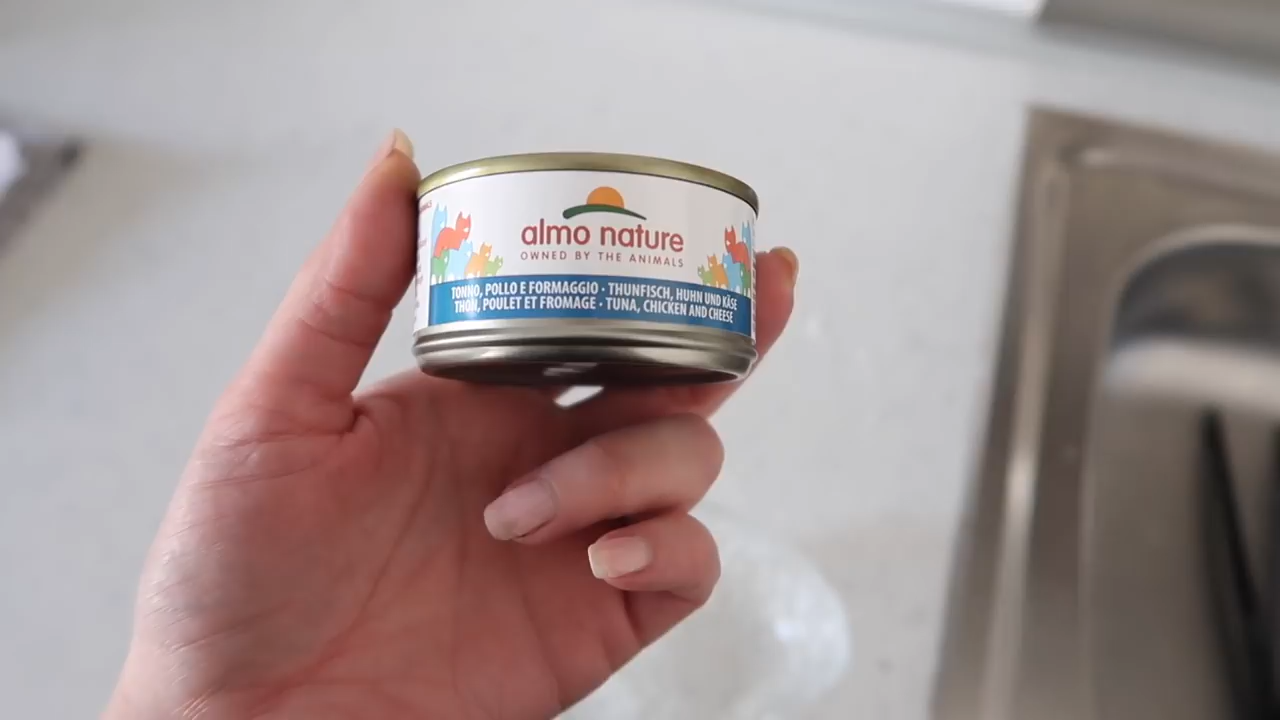 almo nature
OWNED BY THE ANIMALS
TONNO, POLLO E FORMAGGIO · THUNFISCH, HUHN UND KÄSE
THON, POULET ET FROMAGE · TUNA, CHICKEN AND CHEESE